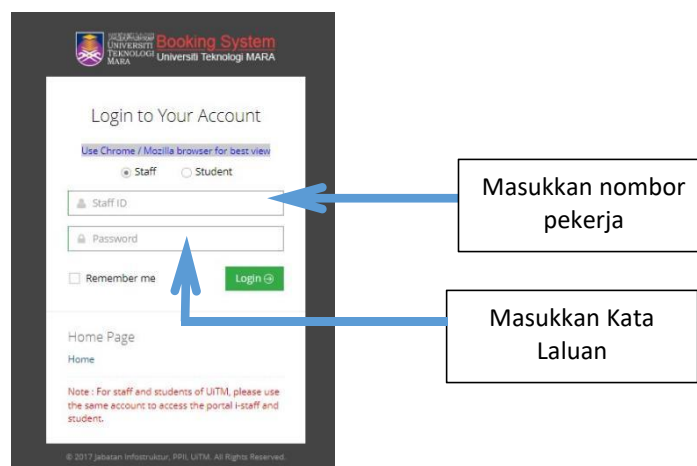 UNIVERSITI
TEKNOLOGI
MARA
Booking System
Universiti Teknologi MARA
Login to Your Account
Use Chrome / Mozilla browser for best view
Staff
Student
Staff ID
Password
Remember me
Login
Home Page
Home
Note : For staff and students of UiTM, please use
the same account to access the portal i-staff and
student.
© 2017 Jabatan Infostruktur, PPII, UiTM. All Rights Reserved.
Masukkan nombor
pekerja
Masukkan Kata
Laluan